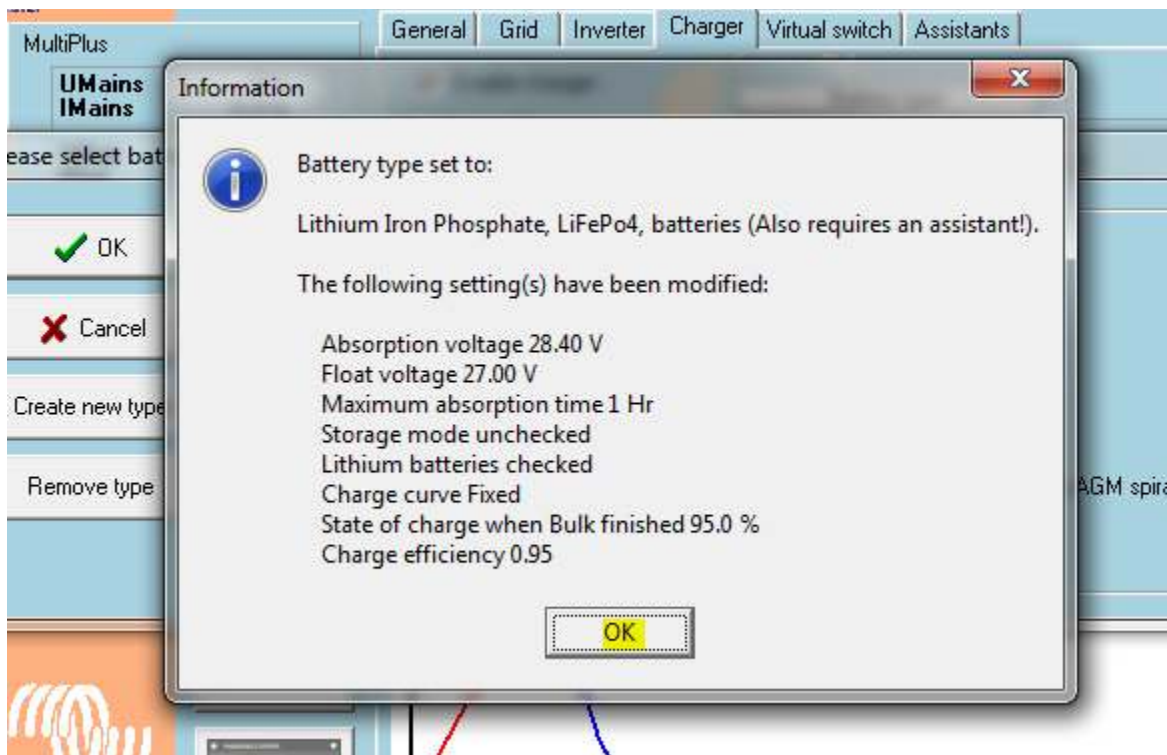 MultiPlus
General Grid Inverter Charger Virtual switch Assistants
UMains
IMains
Information
ease select bat
Battery type set to:
Lithium Iron Phosphate, LiFePo4, batteries (Also requires an assistant!).
OK
The following setting(s) have been modified:
Cancel
Absorption voltage 28.40 V
Float voltage 27.00 V
Create new type
Maximum absorption time 1 Hr
Storage mode unchecked
Lithium batteries checked
Remove type
Charge curve Fixed
AGM spira
State of charge when Bulk finished 95.0 %
Charge efficiency 0.95
OK